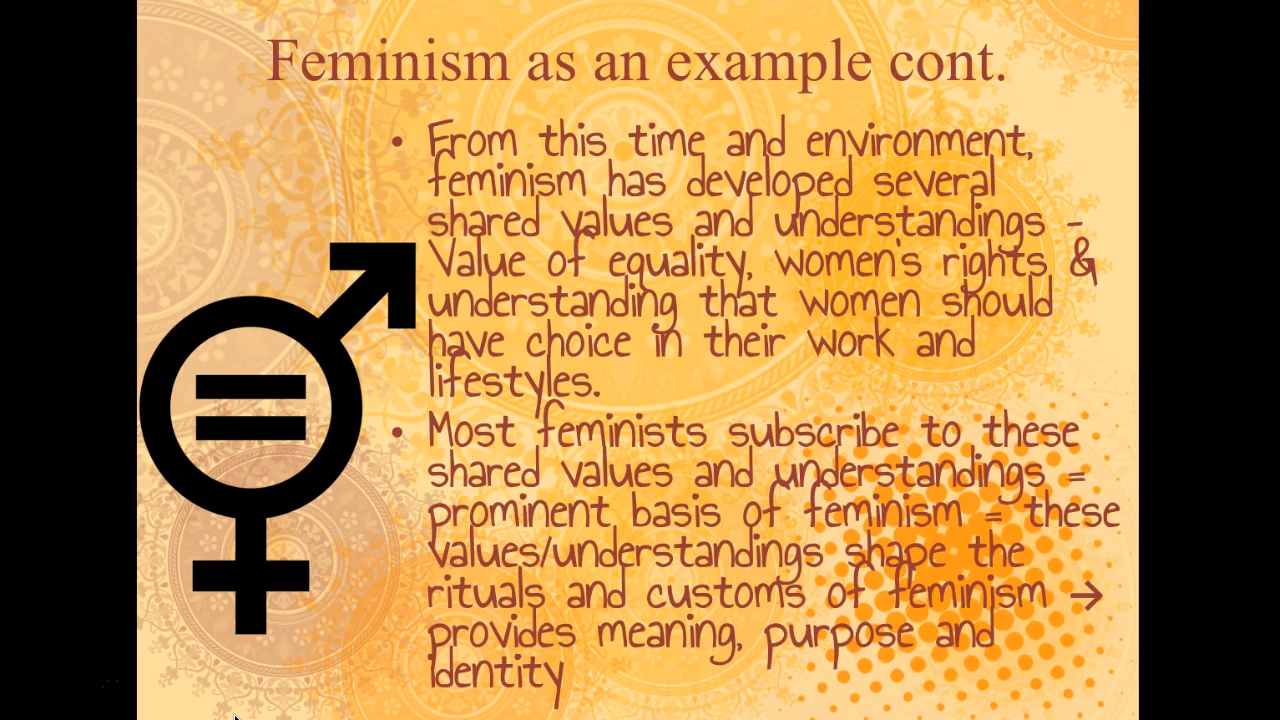 Feminism as an example cont.
• From this time and environment,
feminism has developed several
shared values and understandings -
Value of equality, women's rights &
understanding that women should
have choice in their work and
lifestyles.
• Most feminists subscribe to these
shared values and understandings =
prominent basis of feminism = these
values/understandings shape the
rituals and customs of feminism →
provides meaning, purpose and
identity